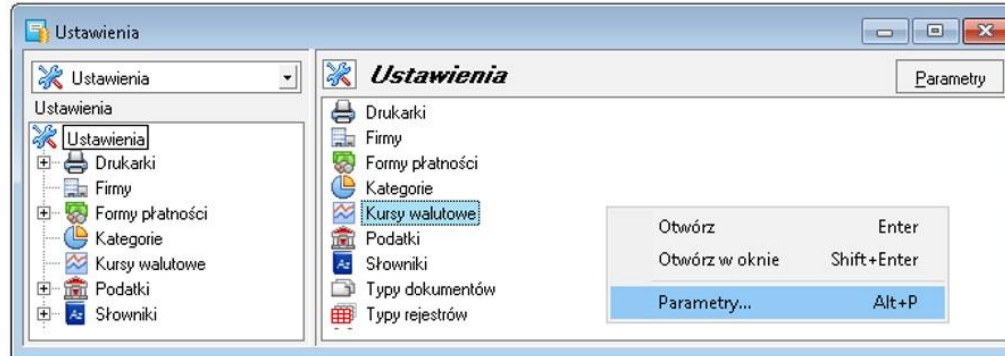 Ustawienia
Ustawienia
Ustawienia
Ustawienia
Drukarki
Firmy
Formy płatności
Kategorie
Kursy walutowe
Podatki
Słowniki
Ustawienia
Parametry
Drukarki
Firmy
Formy płatności
Kategorie
Kursy walutowe
Podatki
Słowniki
Typy dokumentów
Typy rejestrów
Otwórz Enter
Otwórz w oknie Shift+Enter
Parametry... Alt+P